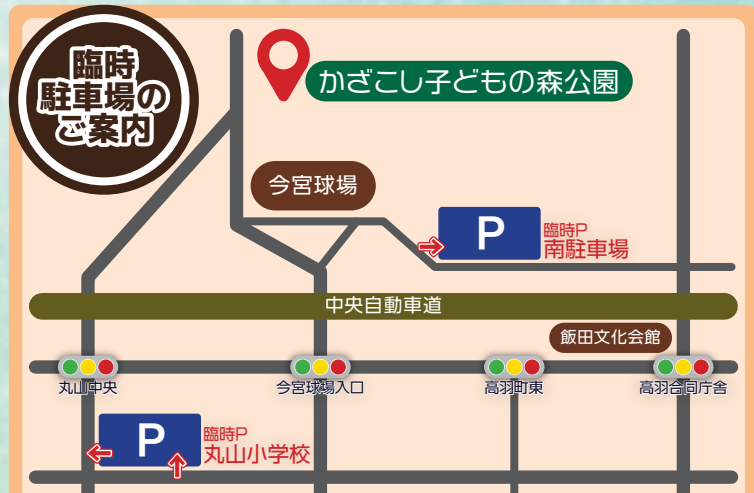 臨時
駐車場の
ご案内
かざこし子どもの森公園
今宮球場
P
臨時P
南駐車場
中央自動車道
飯田文化会館
丸山中央
今宮球場入口
高羽町東
高羽合同庁舎
P
臨時P
丸山小学校